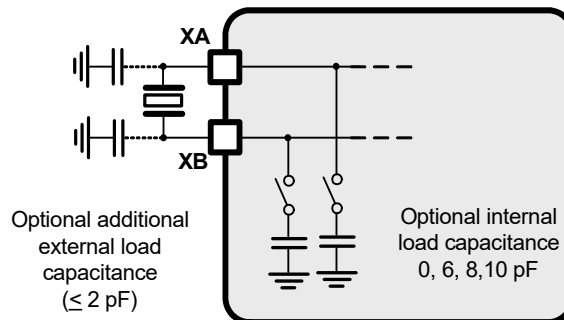 XA
XB
Optional additional
external load
capacitance
(≤ 2 pF)
Optional internal
load capacitance
0, 6, 8,10 pF